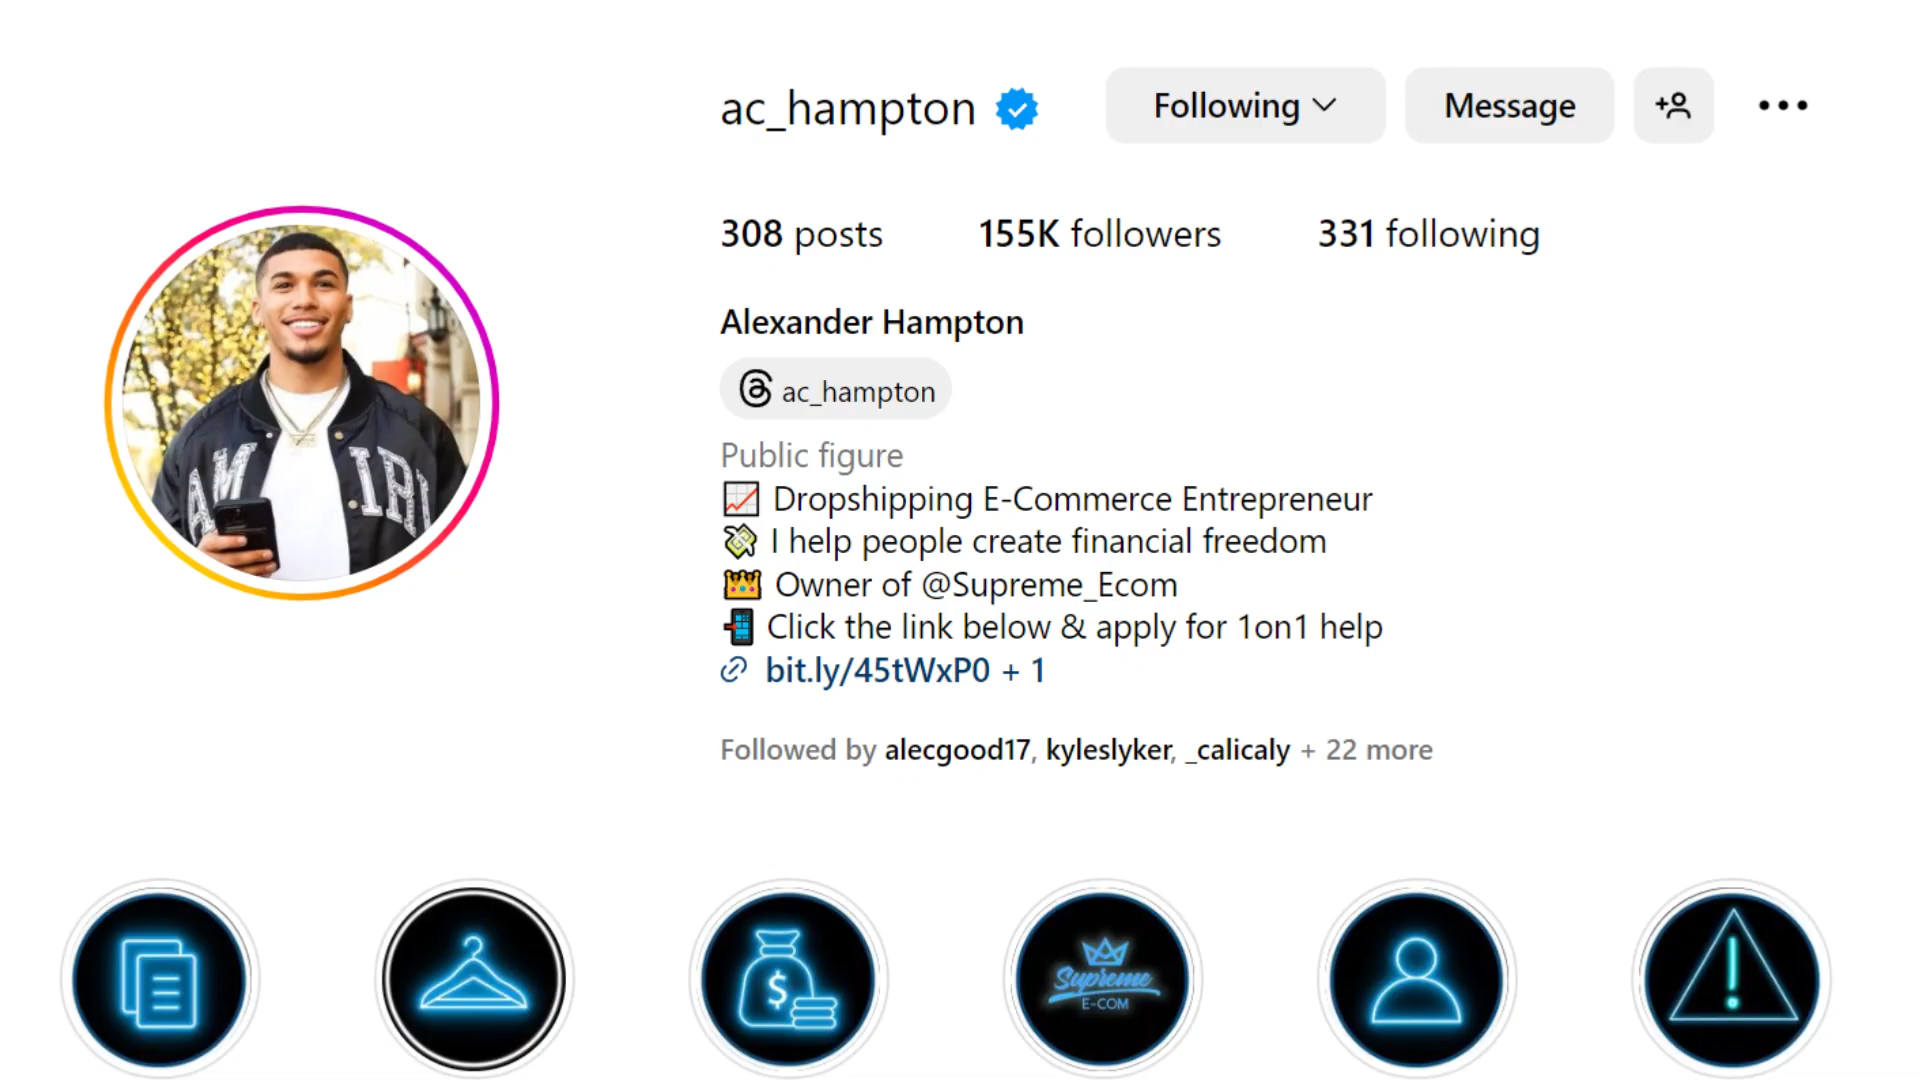 ac_hampton
Following
Message
308 posts
155K followers
331 following
Alexander Hampton
ac_hampton
Public figure
📈 Dropshipping E-Commerce Entrepreneur
💸 I help people create financial freedom
👑 Owner of @Supreme_Ecom
📲 Click the link below & apply for 1on1 help
bit.ly/45tWxP0 + 1
Followed by alecgood17, kyleslyker, _calicaly + 22 more
AM IRI
$
Supreme
E-COM